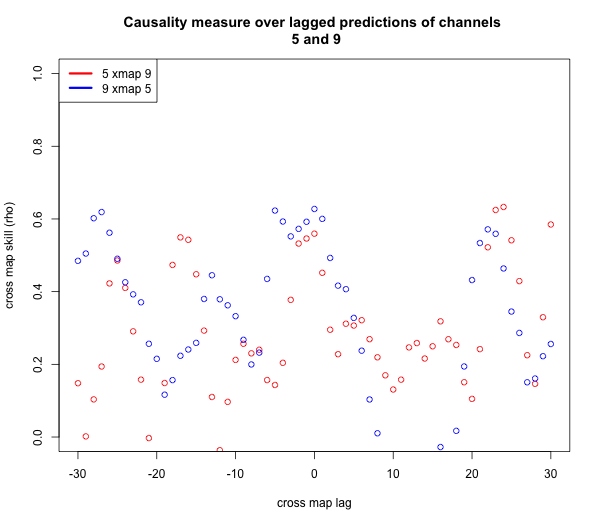 Causality measure over lagged predictions of channels
5 and 9
5 xmap 9
9 xmap 5
cross map skill (rho)
1.0
0.8
0.6
0.4
0.2
0.0
-30 -20 -10 0 10 20 30
cross map lag